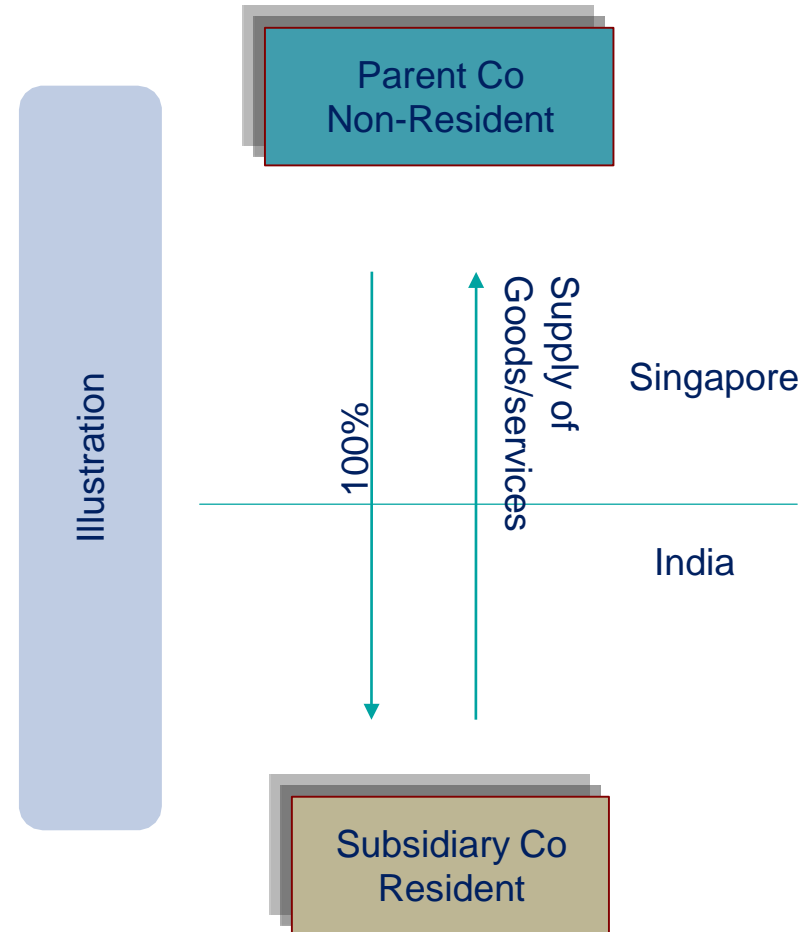 Parent Co
Non-Resident
Illustration
100%
Supply of
Goods/services
Singapore
India
Subsidiary Co
Resident